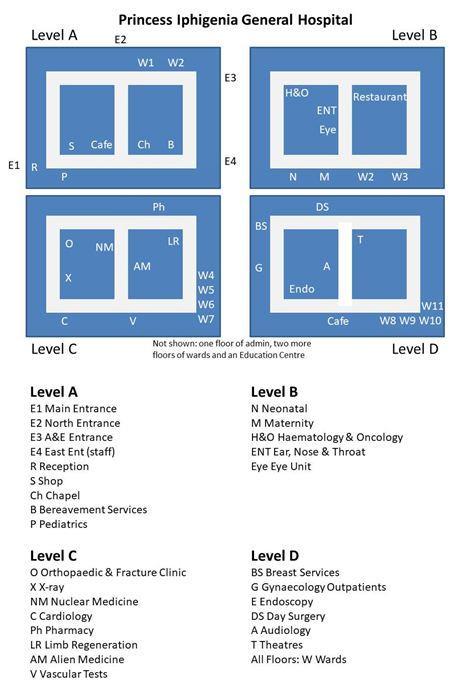 Princess Iphigenia General Hospital
Level A
E2
Level B
W1 W2
E3
S Cafe Ch B
E4
E1 R
P
H&O
Restaurant
ENT
Eye
N M W2 W3
Ph
O NM LR
AM
X
W4
W5
W6
W7
C V
DS
BS
T
G A
Endo
W11
Cafe W8 W9 W10
Level C
Not shown: one floor of admin, two more
floors of wards and an Education Centre
Level D
Level A
E1 Main Entrance
E2 North Entrance
E3 A&E Entrance
E4 East Ent (staff)
R Reception
S Shop
Ch Chapel
B Bereavement Services
P Pediatrics
Level B
N Neonatal
M Maternity
H&O Haematology & Oncology
ENT Ear, Nose & Throat
Eye Eye Unit
Level C
O Orthopaedic & Fracture Clinic
X X-ray
NM Nuclear Medicine
C Cardiology
Ph Pharmacy
LR Limb Regeneration
AM Alien Medicine
V Vascular Tests
Level D
BS Breast Services
G Gynaecology Outpatients
E Endoscopy
DS Day Surgery
A Audiology
T Theatres
All Floors: W Wards